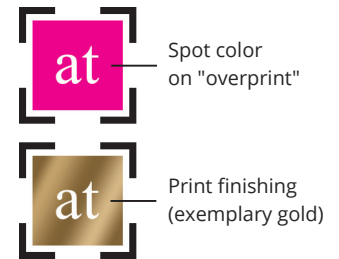 at
Spot color
on "overprint"
at
Print finishing
(exemplary gold)